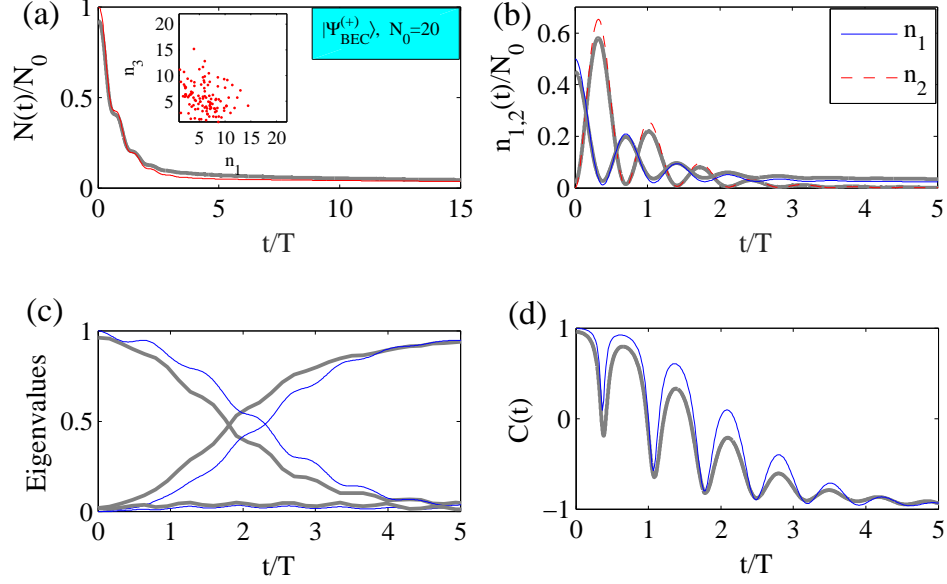 (a)
N(t)/N₀
1
0.5
0
0
5
10
15
t/T
n₃
20
15
10
5
5
10
15
20
n₁
|Ψ_BEC^(+)⟩, N₀=20
(b)
n₁,₂(t)/N₀
0.6
0.4
0.2
0
0
1
2
3
4
5
t/T
n₁
n₂
(c)
Eigenvalues
1
0.5
0
0
1
2
3
4
5
t/T
(d)
C(t)
1
0
−1
0
1
2
3
4
5
t/T